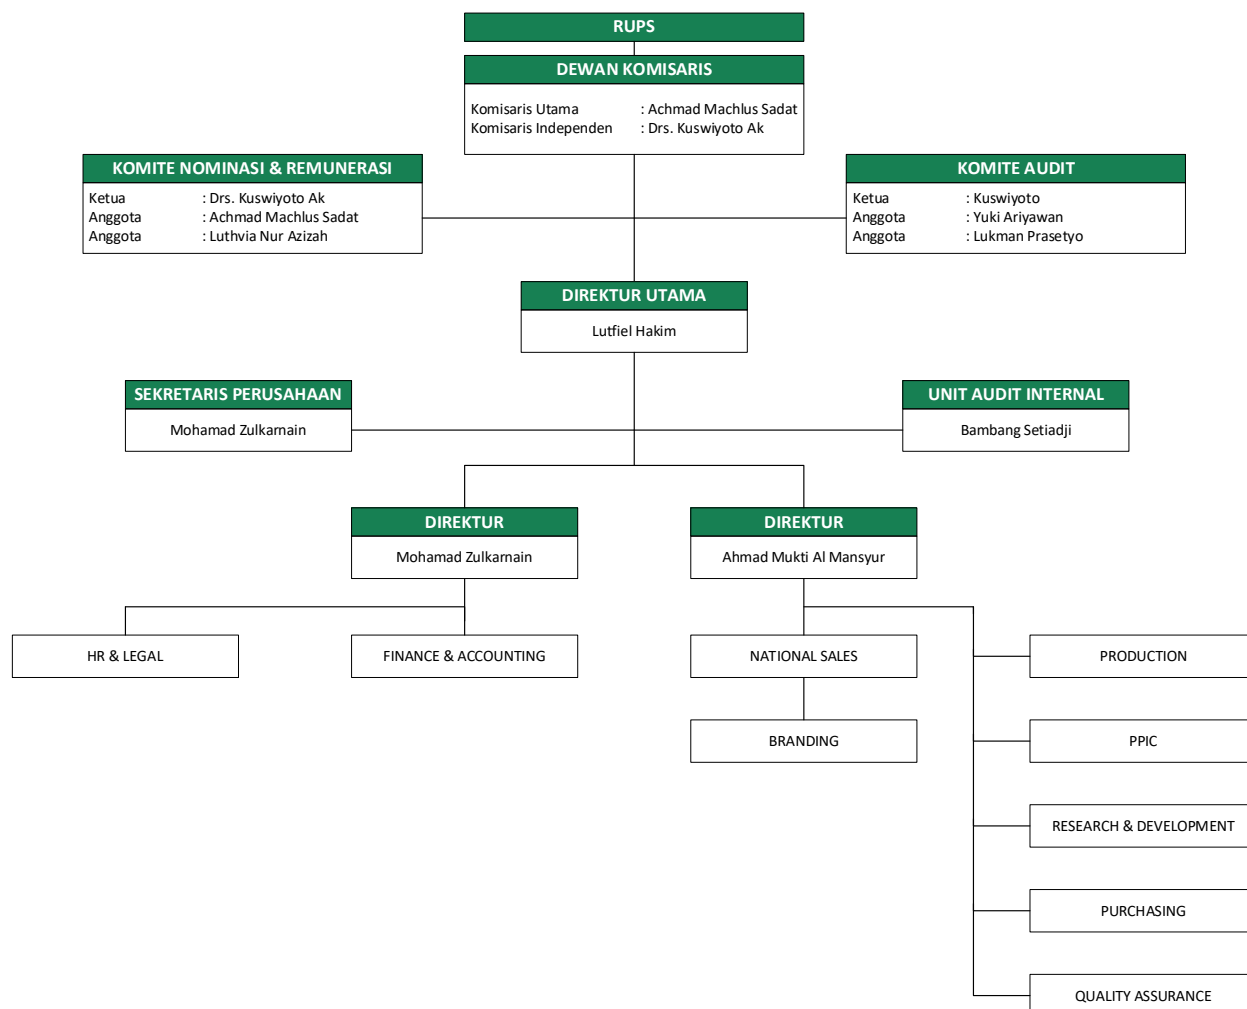 RUPS
DEWAN KOMISARIS
Komisaris Utama : Achmad Machlus Sadat
Komisaris Independen : Drs. Kuswiyoto Ak
KOMITE NOMINASI & REMUNERASI
Ketua : Drs. Kuswiyoto Ak
Anggota : Achmad Machlus Sadat
Anggota : Luthvia Nur Azizah
KOMITE AUDIT
Ketua : Kuswiyoto
Anggota : Yuki Ariyawan
Anggota : Lukman Prasetyo
DIREKTUR UTAMA
Lutfiel Hakim
SEKRETARIS PERUSAHAAN
Mohamad Zulkarnain
UNIT AUDIT INTERNAL
Bambang Setiadji
DIREKTUR
Mohamad Zulkarnain
DIREKTUR
Ahmad Mukti Al Mansyur
HR & LEGAL
FINANCE & ACCOUNTING
NATIONAL SALES
PRODUCTION
BRANDING
PPIC
RESEARCH & DEVELOPMENT
PURCHASING
QUALITY ASSURANCE